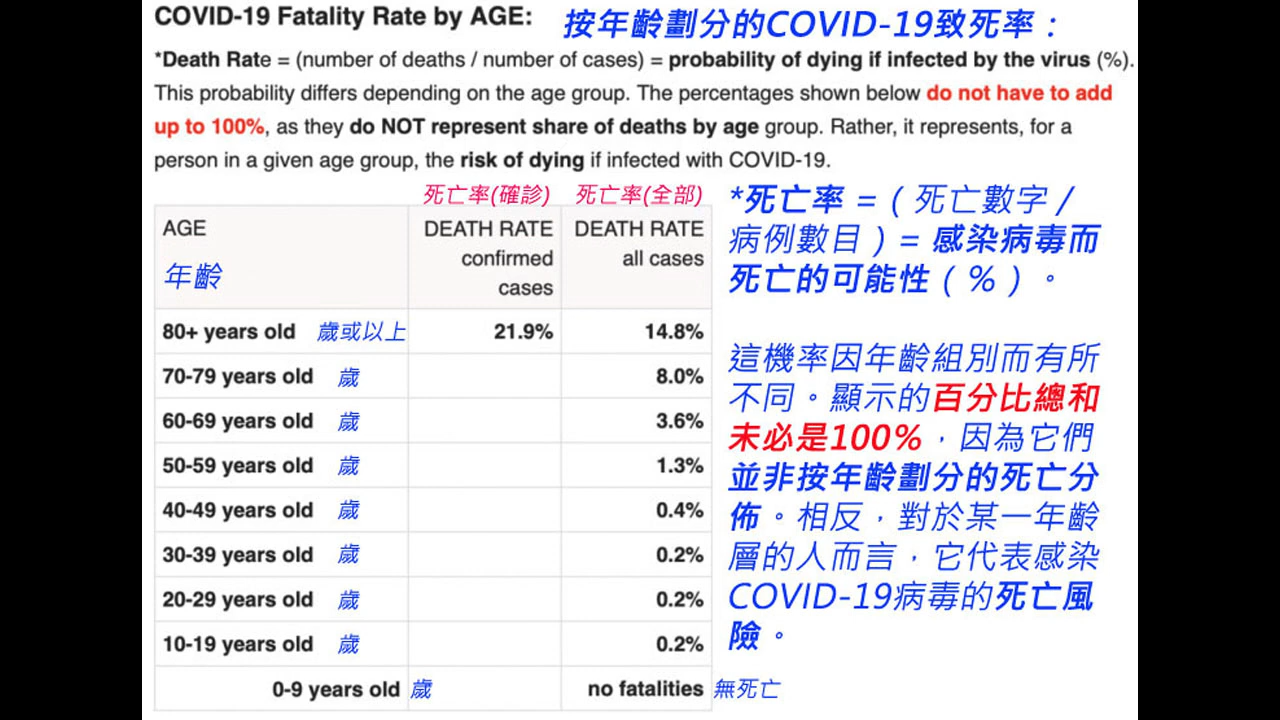 COVID-19 Fatality Rate by AGE: 按年齡劃分的COVID-19致死率：
*Death Rate = (number of deaths / number of cases) = probability of dying if infected by the virus (%).
This probability differs depending on the age group. The percentages shown below do not have to add
up to 100%, as they do NOT represent share of deaths by age group. Rather, it represents, for a
person in a given age group, the risk of dying if infected with COVID-19.
死亡率(確診) 死亡率(全部)
AGE DEATH RATE DEATH RATE
confirmed all cases
年齡 cases
80+ years old 歲或以上 21.9% 14.8%
70-79 years old 歲 8.0%
60-69 years old 歲 3.6%
50-59 years old 歲 1.3%
40-49 years old 歲 0.4%
30-39 years old 歲 0.2%
20-29 years old 歲 0.2%
10-19 years old 歲 0.2%
0-9 years old 歲 no fatalities 無死亡
*死亡率 =（死亡數字 /
病例數目）= 感染病毒而
死亡的可能性（%）。
這機率因年齡組別而有所
不同。顯示的百分比總和
未必是100%，因為它們
並非按年齡劃分的死亡分
佈。相反，對於某一年齡
層的人而言，它代表感染
COVID-19病毒的死亡風
險。